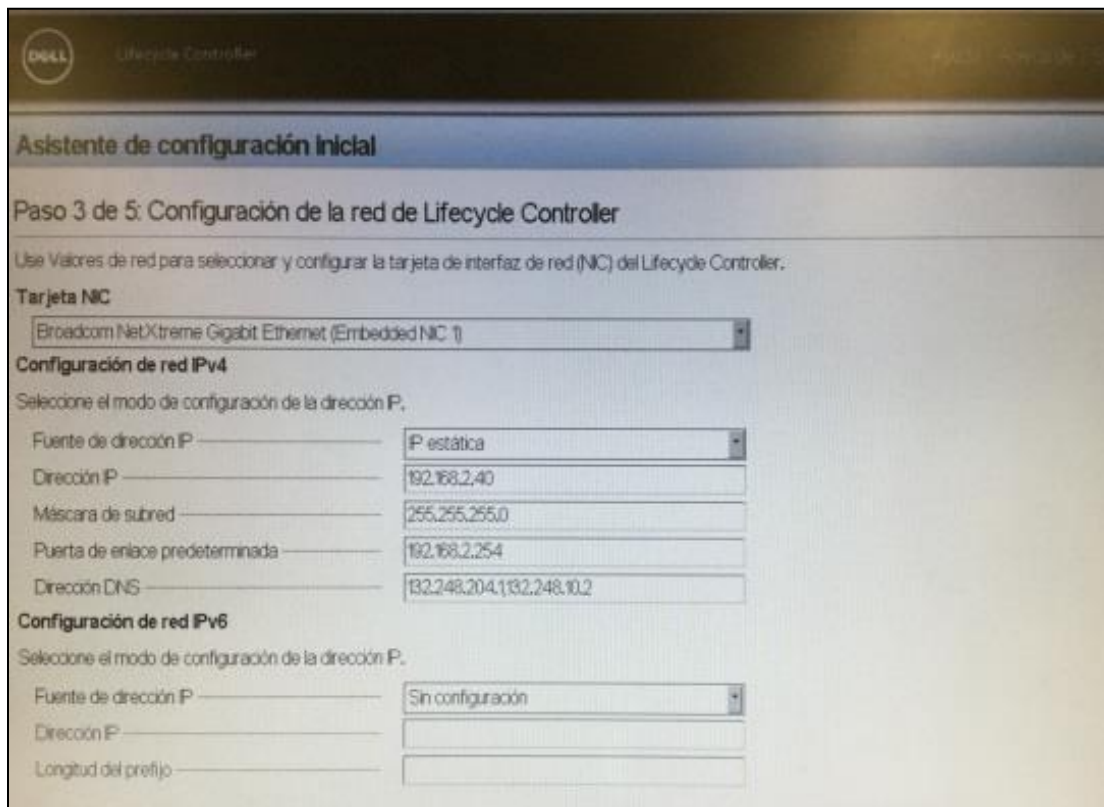 DELL
Lifecycle Controller
Ayuda | Acerca de |
Asistente de configuración inicial
Paso 3 de 5: Configuración de la red de Lifecycle Controller
Use Valores de red para seleccionar y configurar la tarjeta de interfaz de red (NIC) del Lifecycle Controller.
Tarjeta NIC
Broadcom NetXtreme Gigabit Ethernet (Embedded NIC 1)
Configuración de red IPv4
Seleccione el modo de configuración de la dirección IP.
Fuente de dirección IP IP estática
Dirección IP 192.168.2.40
Máscara de subred 255.255.255.0
Puerta de enlace predeterminada 192.168.2.254
Dirección DNS 132.248.204.1,132.248.10.2
Configuración de red IPv6
Seleccione el modo de configuración de la dirección IP.
Fuente de dirección IP Sin configuración
Dirección IP
Longitud del prefijo